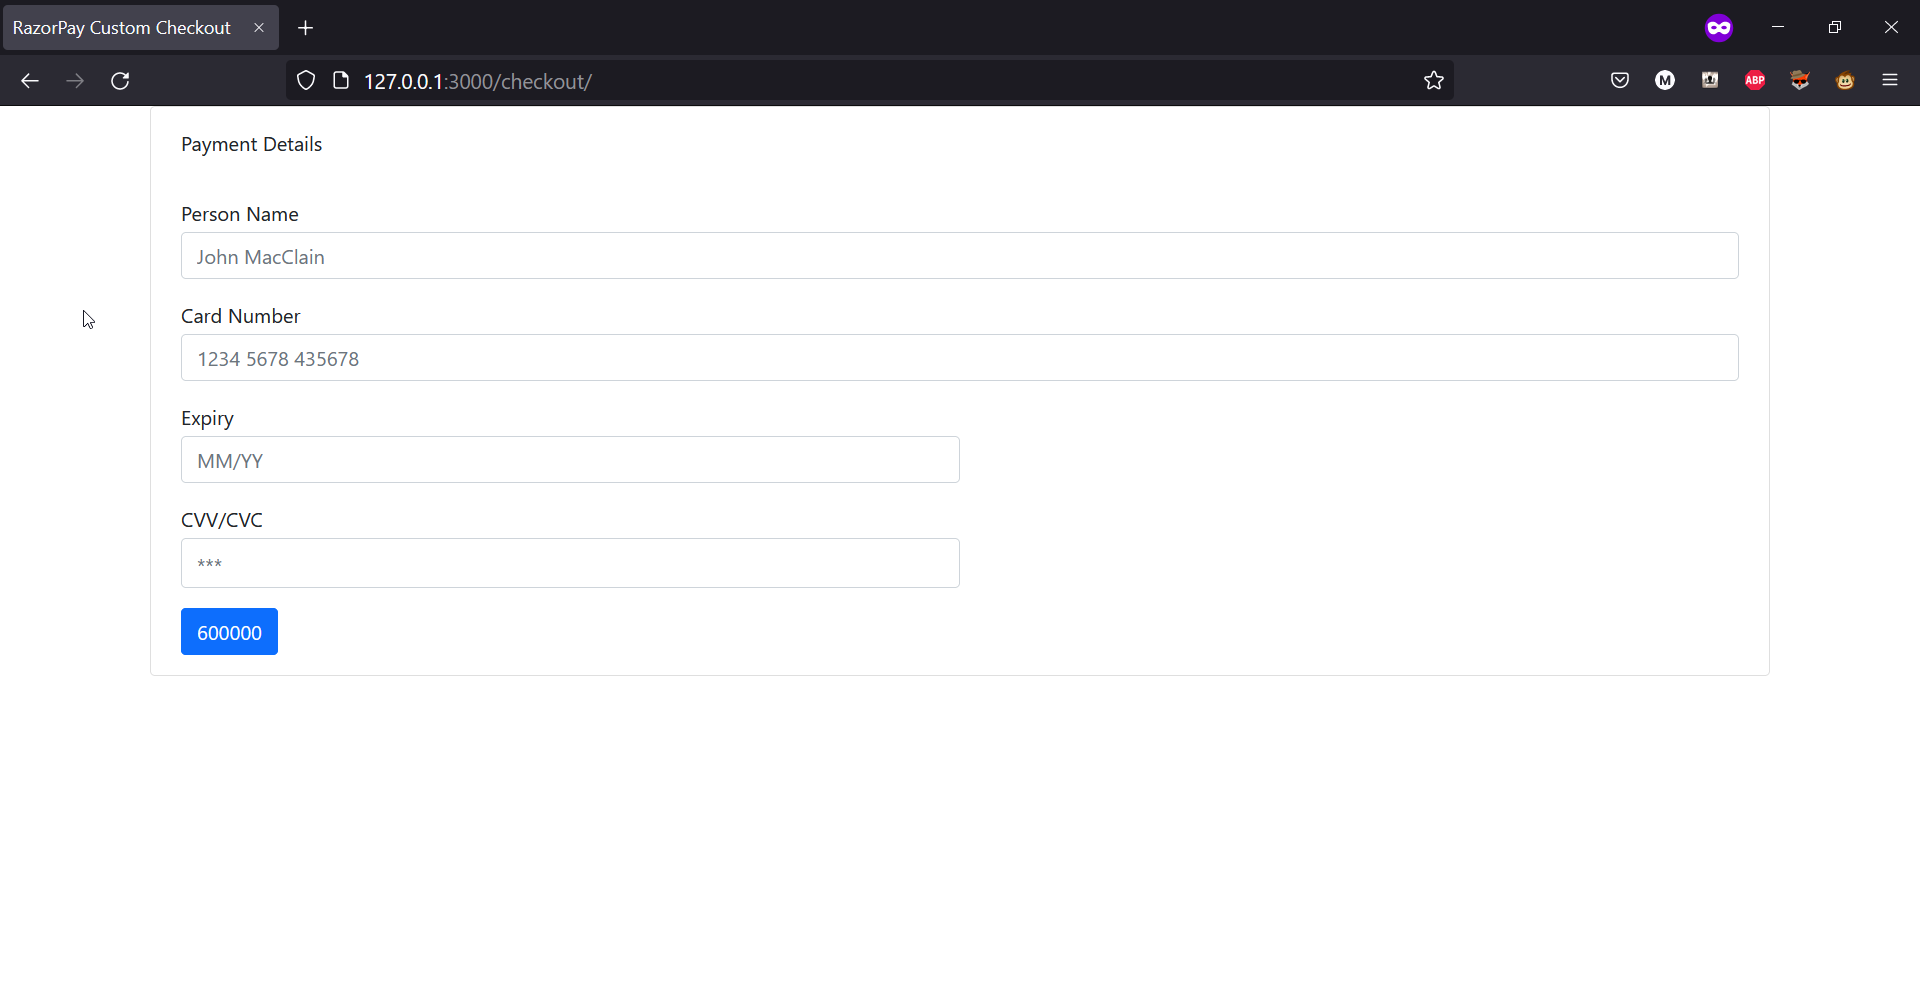 RazorPay Custom Checkout
127.0.0.1:3000/checkout/
M
ABP
Payment Details
Person Name
John MacClain
Card Number
1234 5678 435678
Expiry
MM/YY
CVV/CVC
***
600000